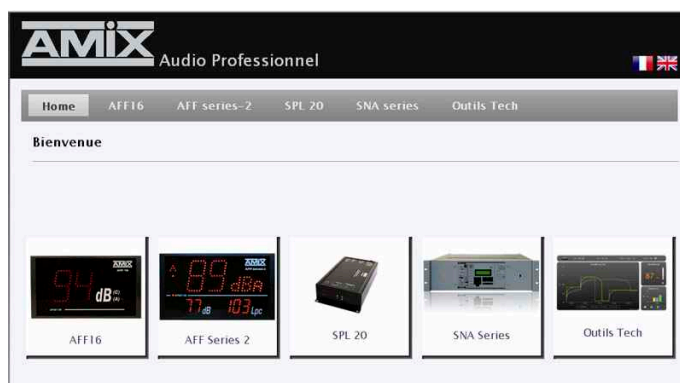 AMIX
Audio Professionnel
Home AFF16 AFF series-2 SPL 20 SNA series Outils Tech
Bienvenue
AMIX
94 dB
AMIX
89 dBA
77 dB 103 Lpc
AFF16
AFF Series 2
SPL 20
SNA Series
Outils Tech